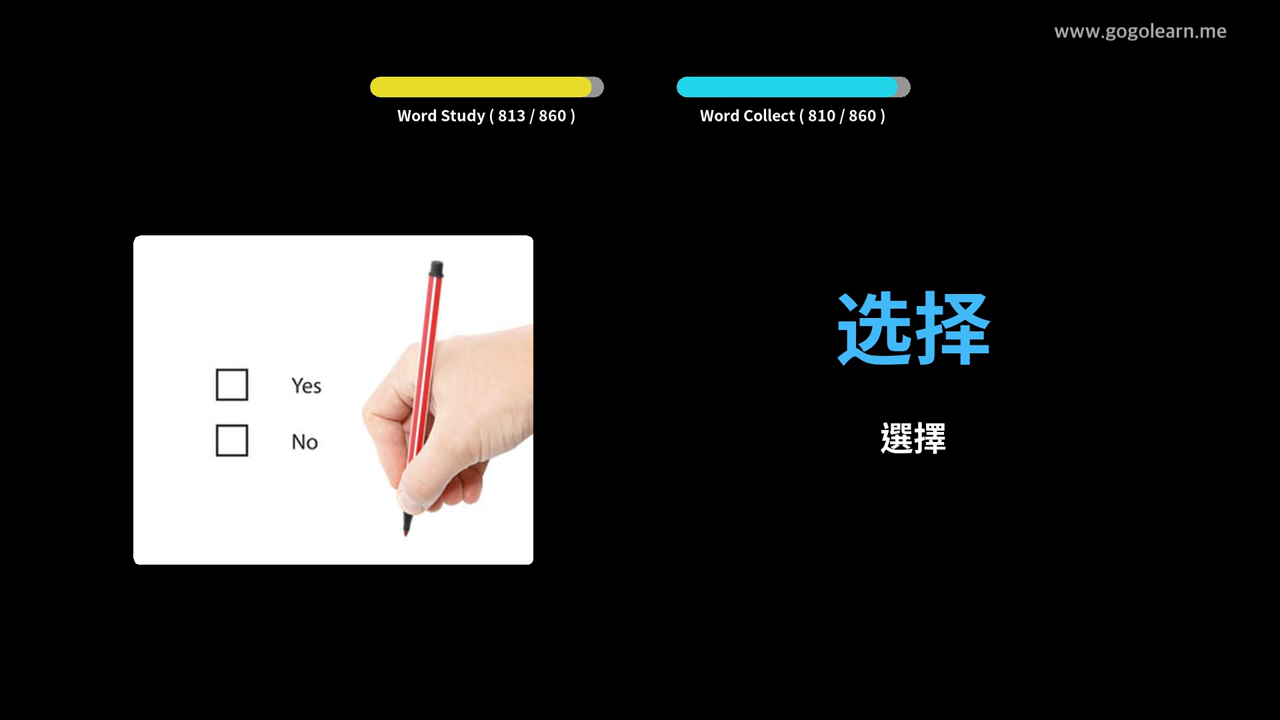 www.gogolearn.me
Word Study ( 813 / 860 )
Word Collect ( 810 / 860 )
选择
選擇
Yes
No